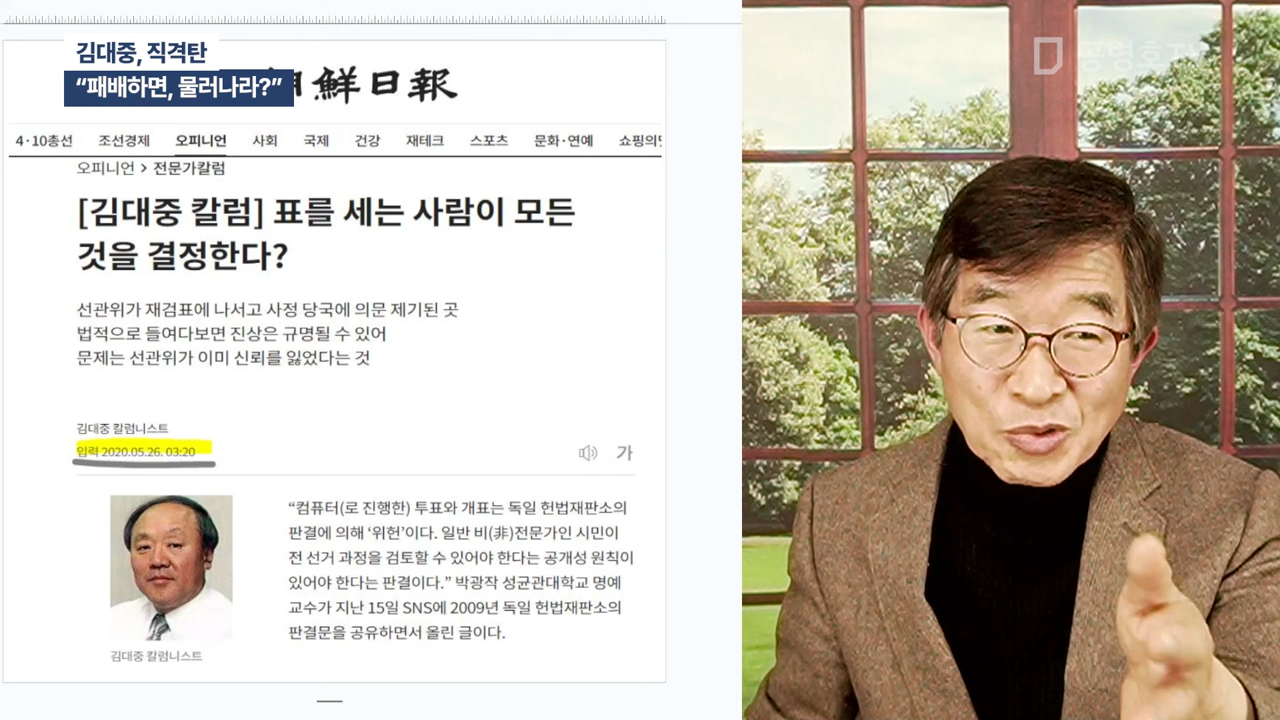 김대중, 직격탄
“패배하면, 물러나라?”
朝鮮日報
4·10총선 조선경제 오피니언 사회 국제 건강 재테크 스포츠 문화·연예
오피니언 > 전문가칼럼
[김대중 칼럼] 표를 세는 사람이 모든
것을 결정한다?
선관위가 재검표에 나서고 사정 당국에 의문 제기된 곳
법적으로 들여다보면 진상은 규명될 수 있어
문제는 선관위가 이미 신뢰를 잃었다는 것
김대중 칼럼니스트
입력 2020.05.26. 03:20
가
“컴퓨터(로 진행한) 투표와 개표는 독일 헌법재판소의
판결에 의해 ‘위헌’이다. 일반 비(非)전문가인 시민이
전 선거 과정을 검토할 수 있어야 한다는 공개성 원칙이
있어야 한다는 판결이다.” 박광작 성균관대학교 명예
교수가 지난 15일 SNS에 2009년 독일 헌법재판소의
판결문을 공유하면서 올린 글이다.
김대중 칼럼니스트
공병호TV